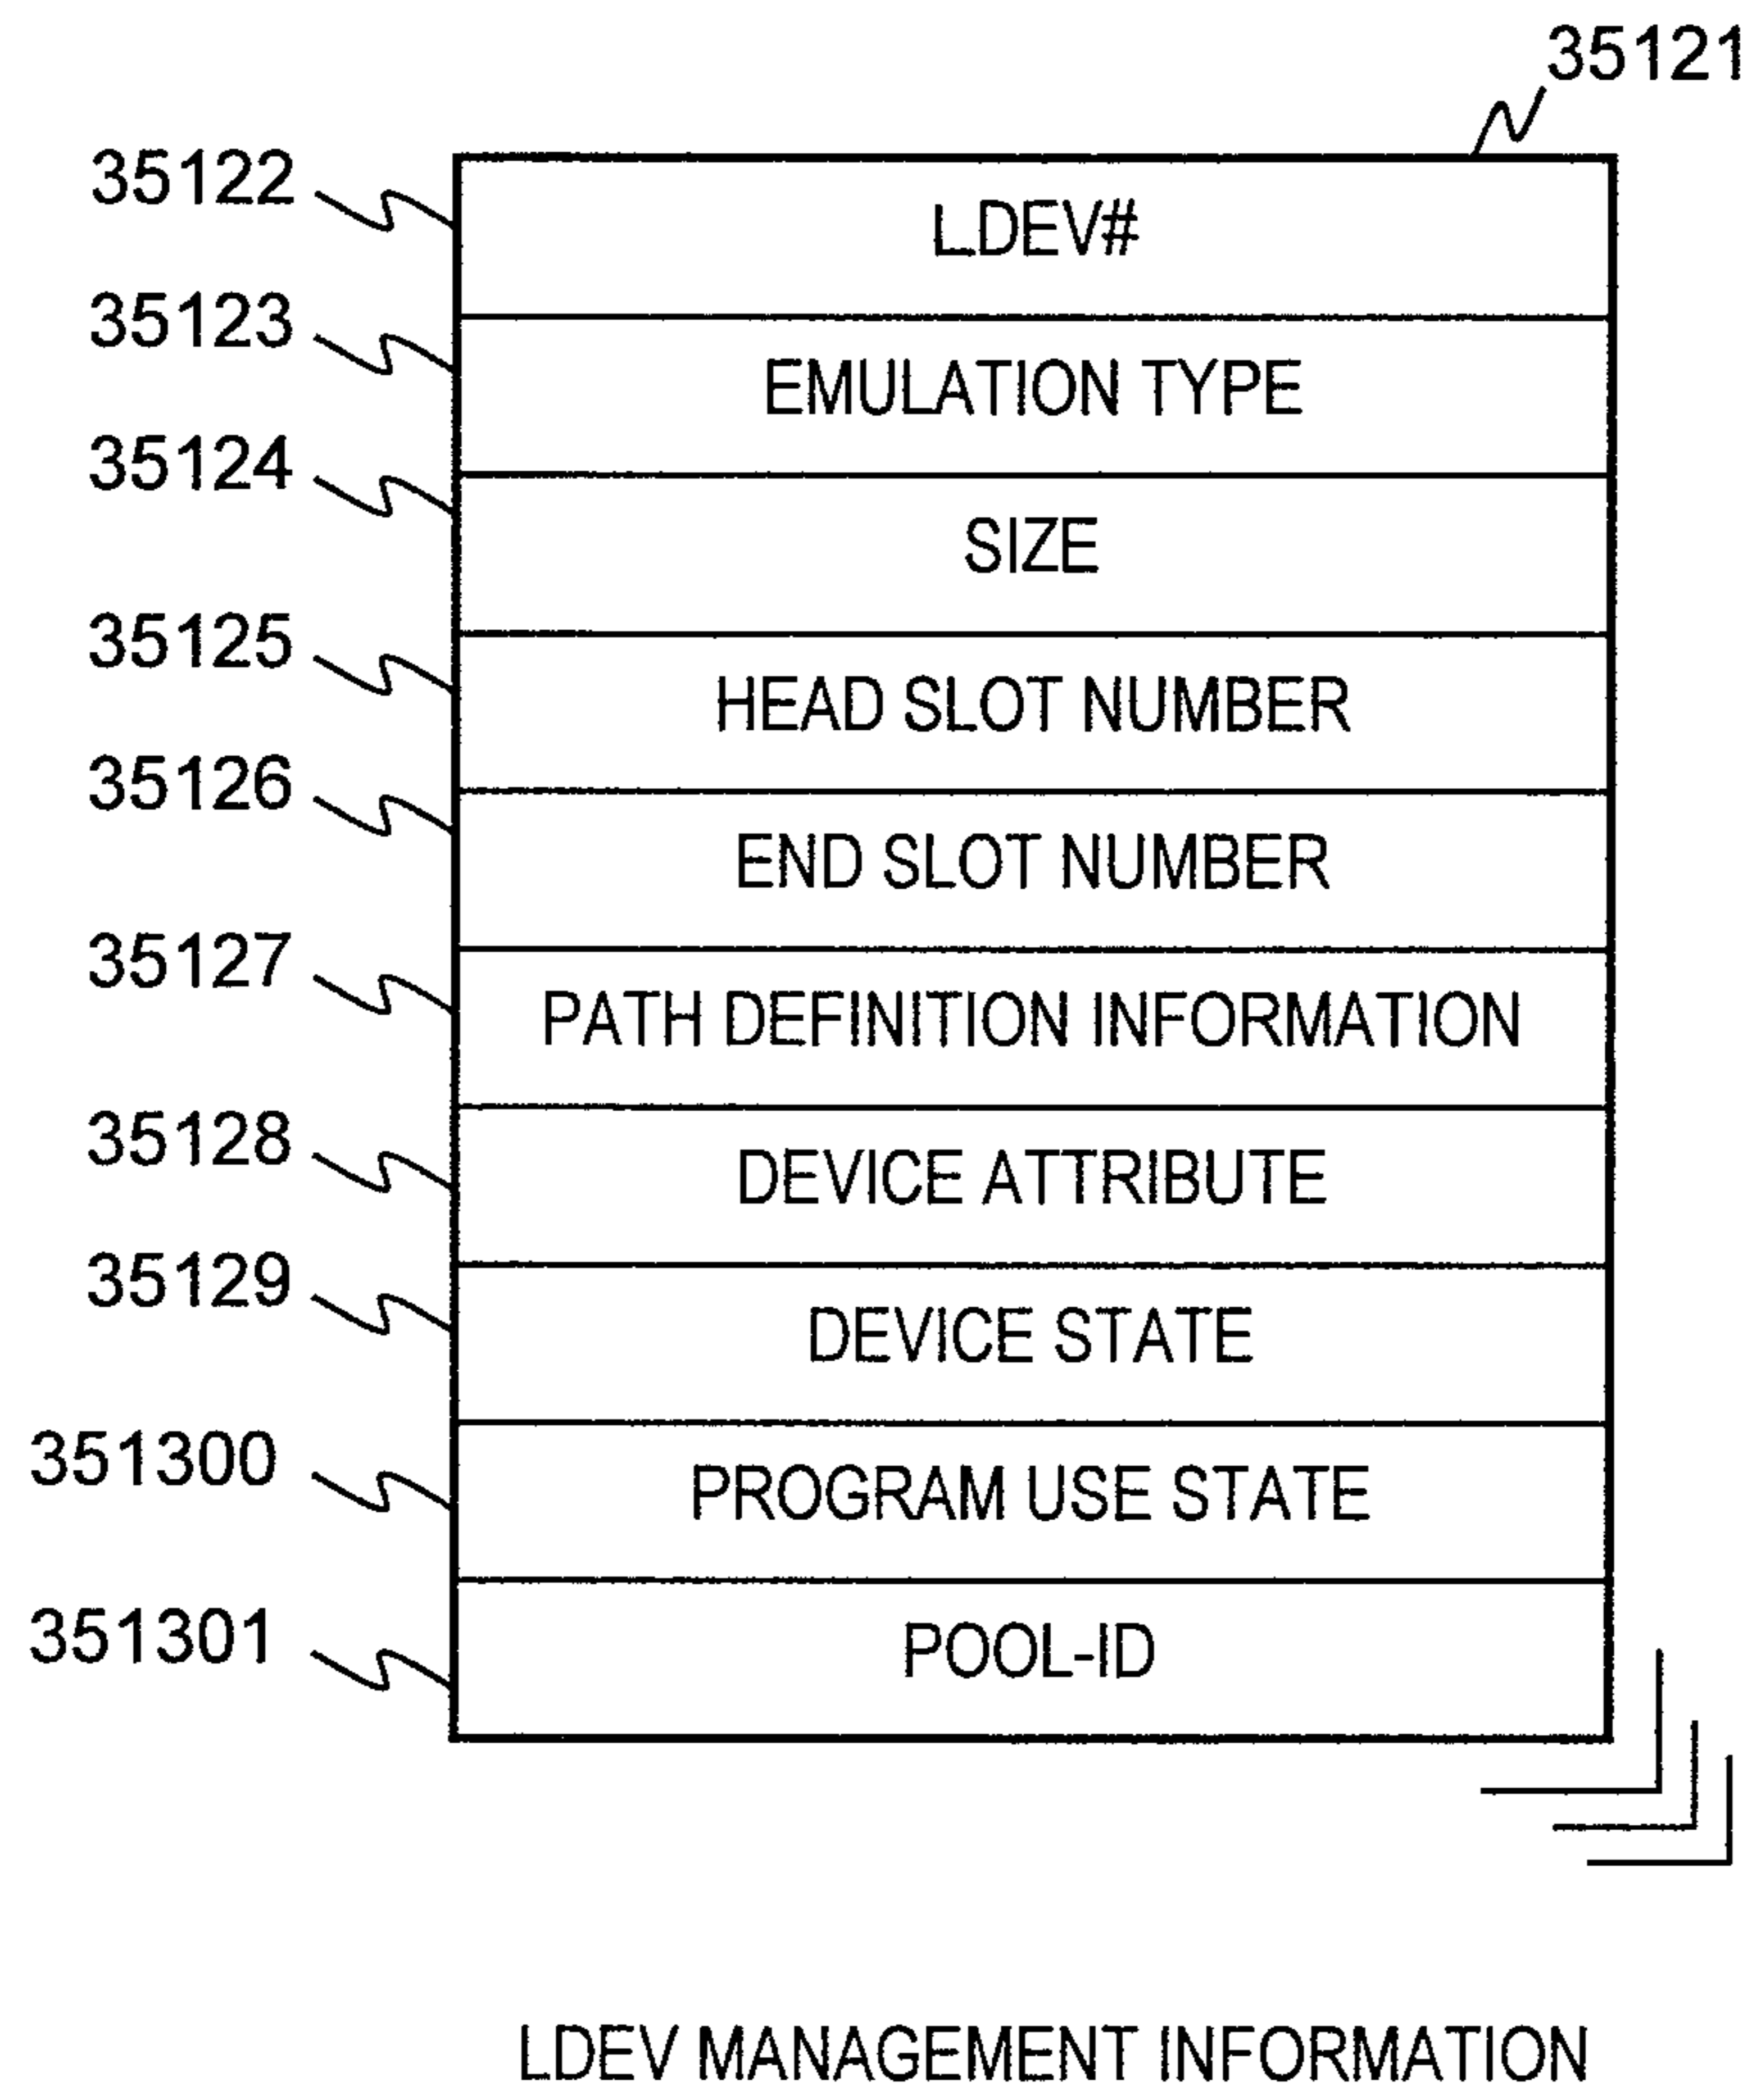 35121
35122 LDEV#
35123 EMULATION TYPE
35124 SIZE
35125 HEAD SLOT NUMBER
35126 END SLOT NUMBER
35127 PATH DEFINITION INFORMATION
35128 DEVICE ATTRIBUTE
35129 DEVICE STATE
351300 PROGRAM USE STATE
351301 POOL-ID
LDEV MANAGEMENT INFORMATION